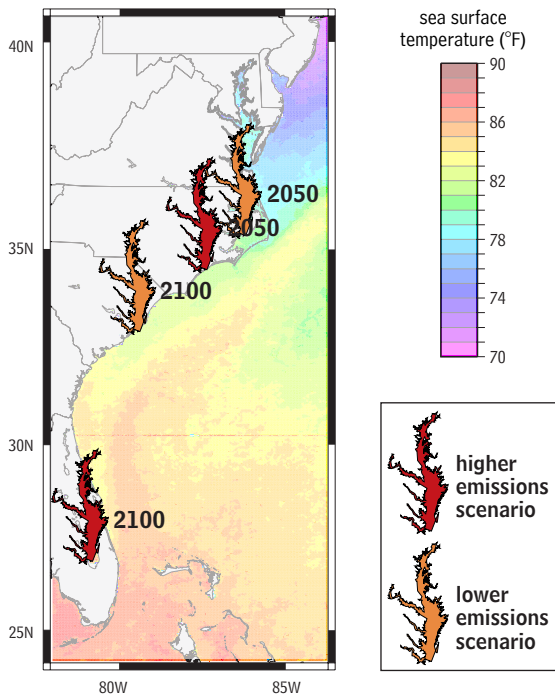 sea surface
temperature (°F)
40N
35N
30N
25N
80W
85W
2050
2050
2100
2100
90
86
82
78
74
70
higher
emissions
scenario
lower
emissions
scenario